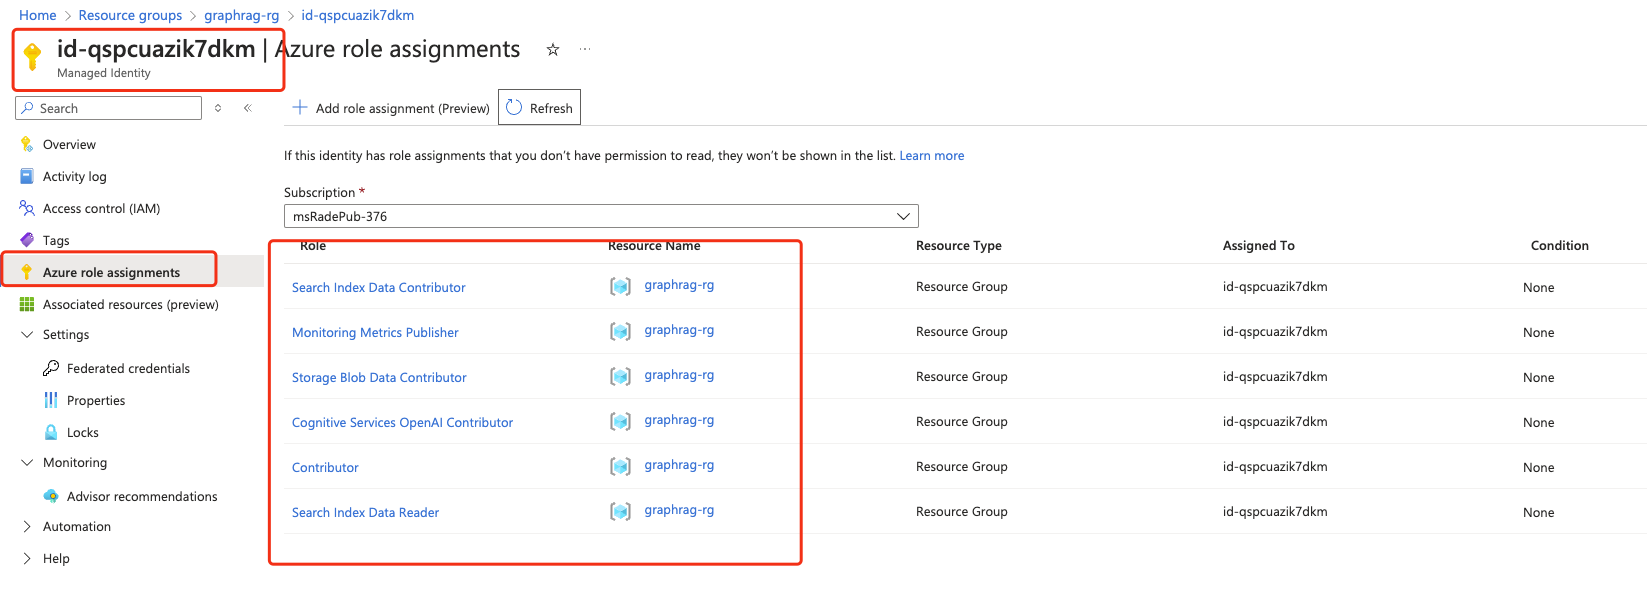 Home > Resource groups > graphrag-rg > id-qspcuazik7dkm
id-qspcuazik7dkm | Azure role assignments
Managed Identity
Search
Add role assignment (Preview)
Refresh
Overview
Activity log
Access control (IAM)
Tags
Azure role assignments
Associated resources (preview)
Settings
Federated credentials
Properties
Locks
Monitoring
Advisor recommendations
Automation
Help
If this identity has role assignments that you don't have permission to read, they won't be shown in the list. Learn more
Subscription *
msRadePub-376
Role Resource Name Resource Type Assigned To Condition
Search Index Data Contributor graphrag-rg Resource Group id-qspcuazik7dkm None
Monitoring Metrics Publisher graphrag-rg Resource Group id-qspcuazik7dkm None
Storage Blob Data Contributor graphrag-rg Resource Group id-qspcuazik7dkm None
Cognitive Services OpenAI Contributor graphrag-rg Resource Group id-qspcuazik7dkm None
Contributor graphrag-rg Resource Group id-qspcuazik7dkm None
Search Index Data Reader graphrag-rg Resource Group id-qspcuazik7dkm None